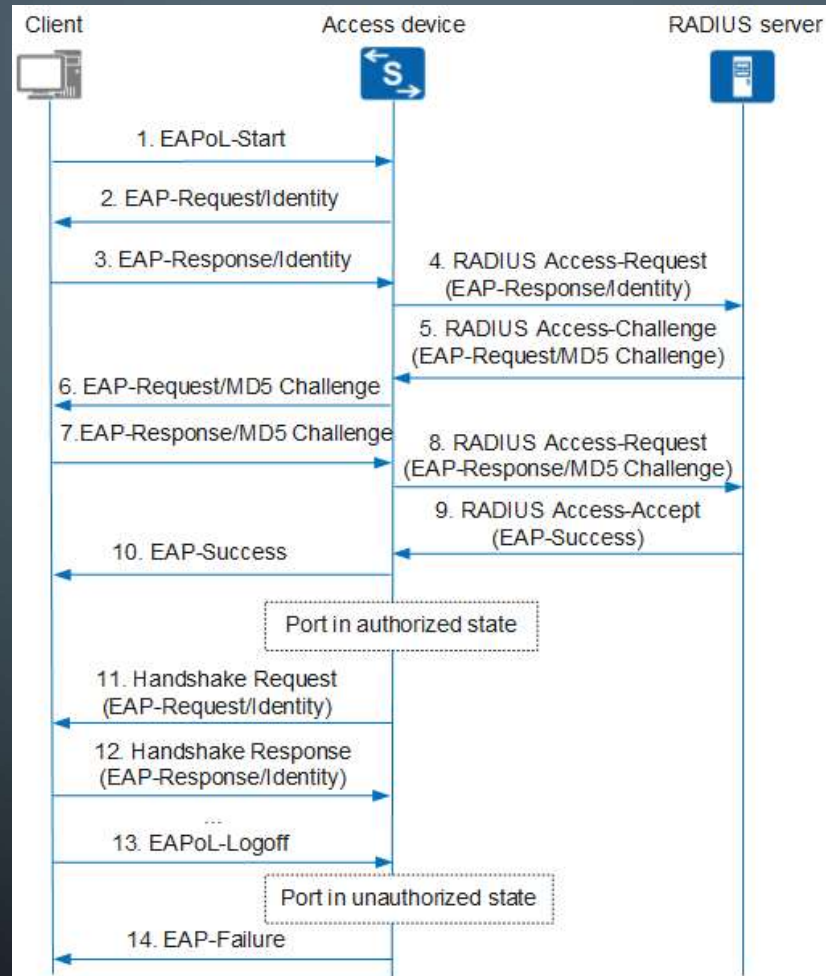 Client
Access device
RADIUS server
S
1. EAPoL-Start
2. EAP-Request/Identity
3. EAP-Response/Identity
4. RADIUS Access-Request
(EAP-Response/Identity)
5. RADIUS Access-Challenge
(EAP-Request/MD5 Challenge)
6. EAP-Request/MD5 Challenge
7.EAP-Response/MD5 Challenge
8. RADIUS Access-Request
(EAP-Response/MD5 Challenge)
9. RADIUS Access-Accept
(EAP-Success)
10. EAP-Success
Port in authorized state
11. Handshake Request
(EAP-Request/Identity)
12. Handshake Response
(EAP-Response/Identity)
...
13. EAPoL-Logoff
Port in unauthorized state
14. EAP-Failure